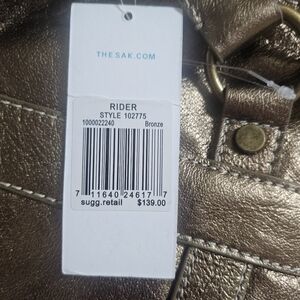 THESAK.COM
RIDER
STYLE 102775
1000022240 Bronze
7 11640 24617 7
sugg.retail $139.00